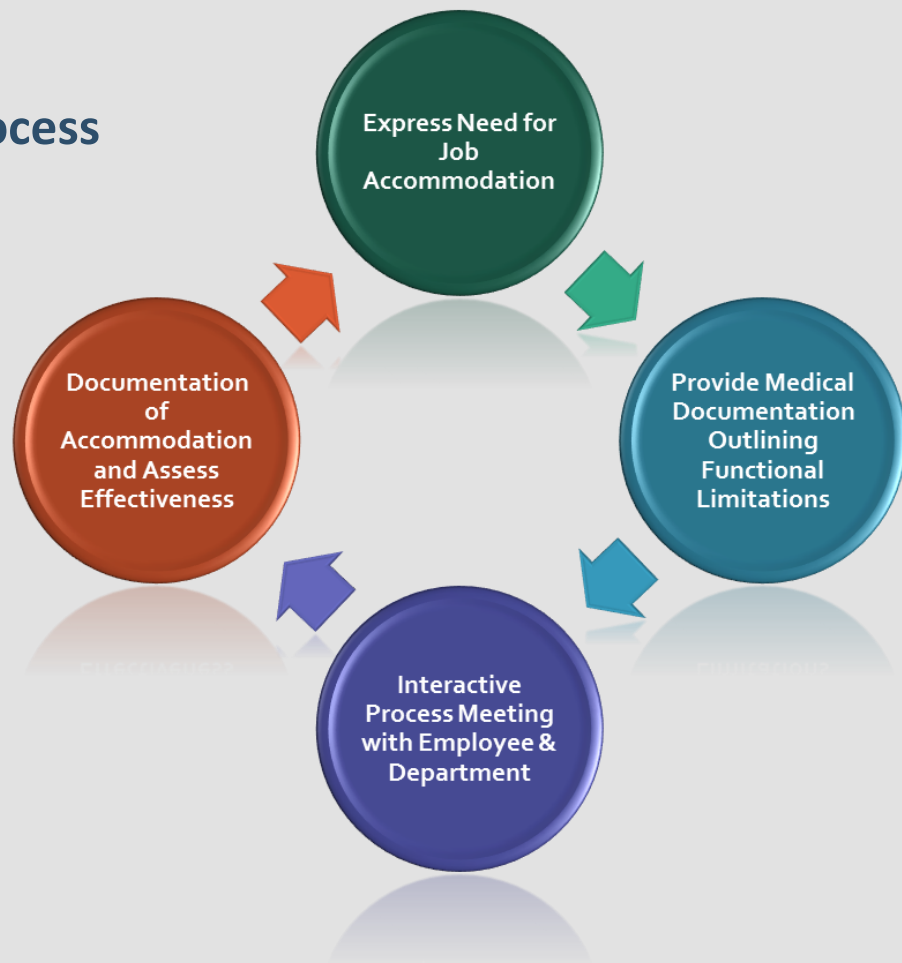 ocess
Express Need for
Job
Accommodation
Provide Medical
Documentation
Outlining
Functional
Limitations
Interactive
Process Meeting
with Employee &
Department
Documentation
of
Accommodation
and Assess
Effectiveness